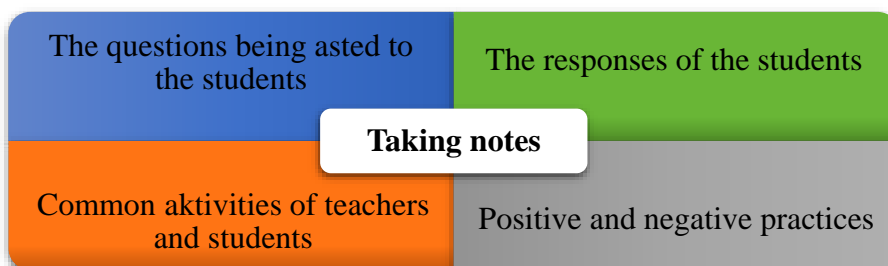 The questions being asted to
the students
The responses of the students
Taking notes
Common aktivities of teachers
and students
Positive and negative practices